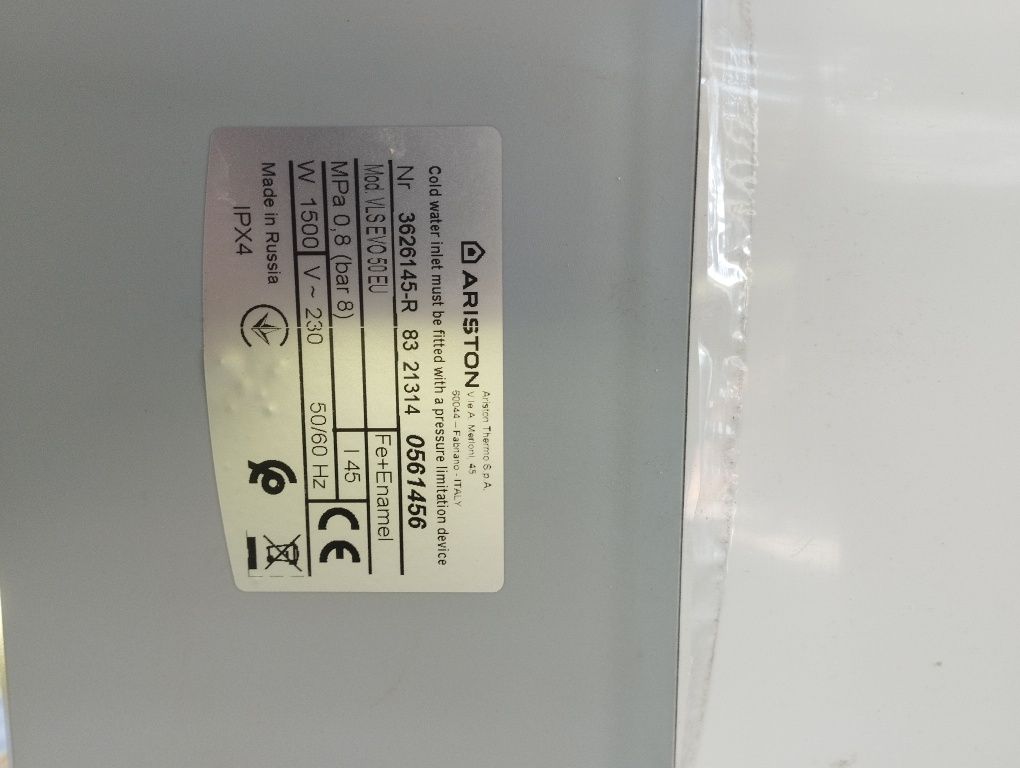 ARISTON
Ariston Thermo S.p.A.
V.le A. Merloni, 45
60044 – Fabriano - ITALY
Cold water inlet must be fitted with a pressure limitation device
Nr 3626145-R 83 21314 0561456
Mod. VLS EVO 50 EU Fe+Enamel
MPa 0,8 (bar 8) l 45
W 1500 V~ 230 50/60 Hz CE
Made in Russia
IPX4